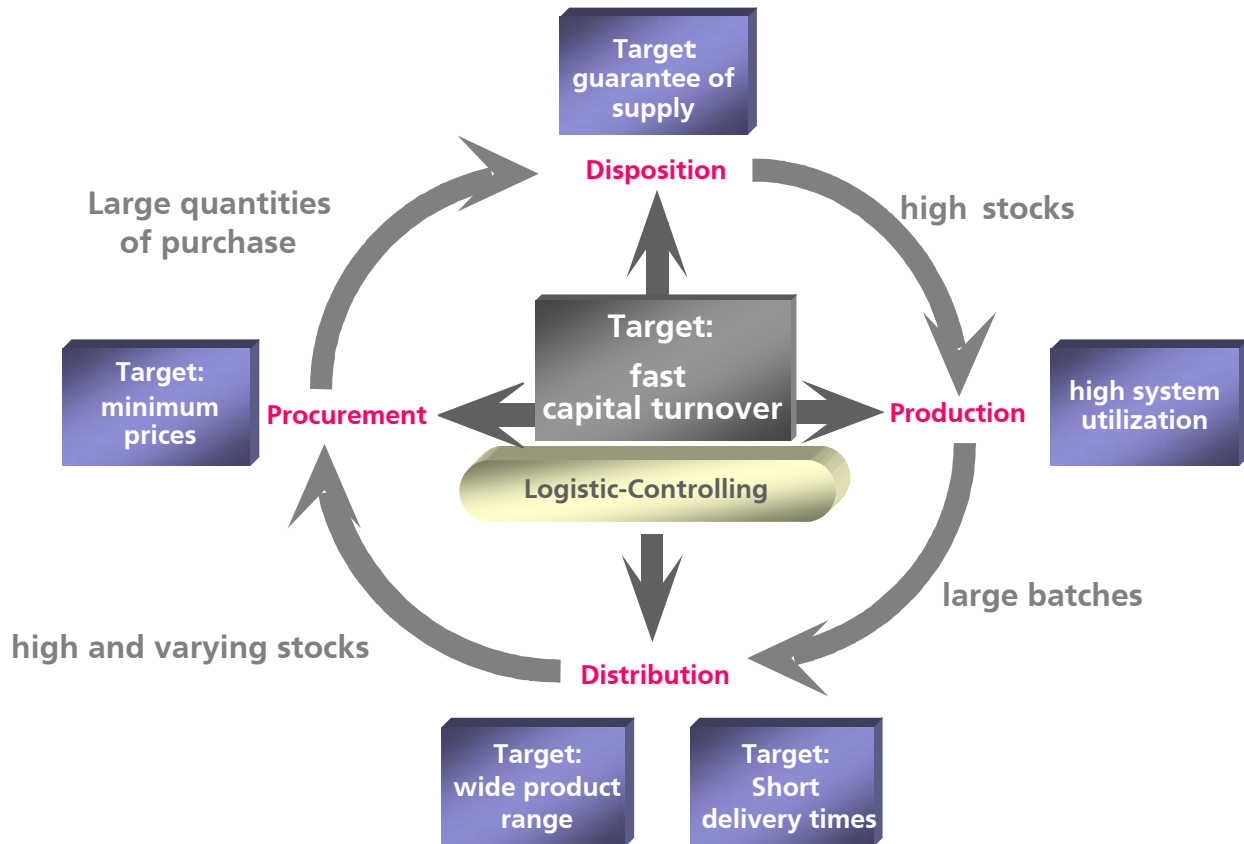 Target
guarantee of
supply
Disposition
Large quantities
of purchase
high stocks
Target:
fast
capital turnover
Target:
minimum
prices
Procurement
Production
high system
utilization
Logistic-Controlling
large batches
high and varying stocks
Distribution
Target:
wide product
range
Target:
Short
delivery times